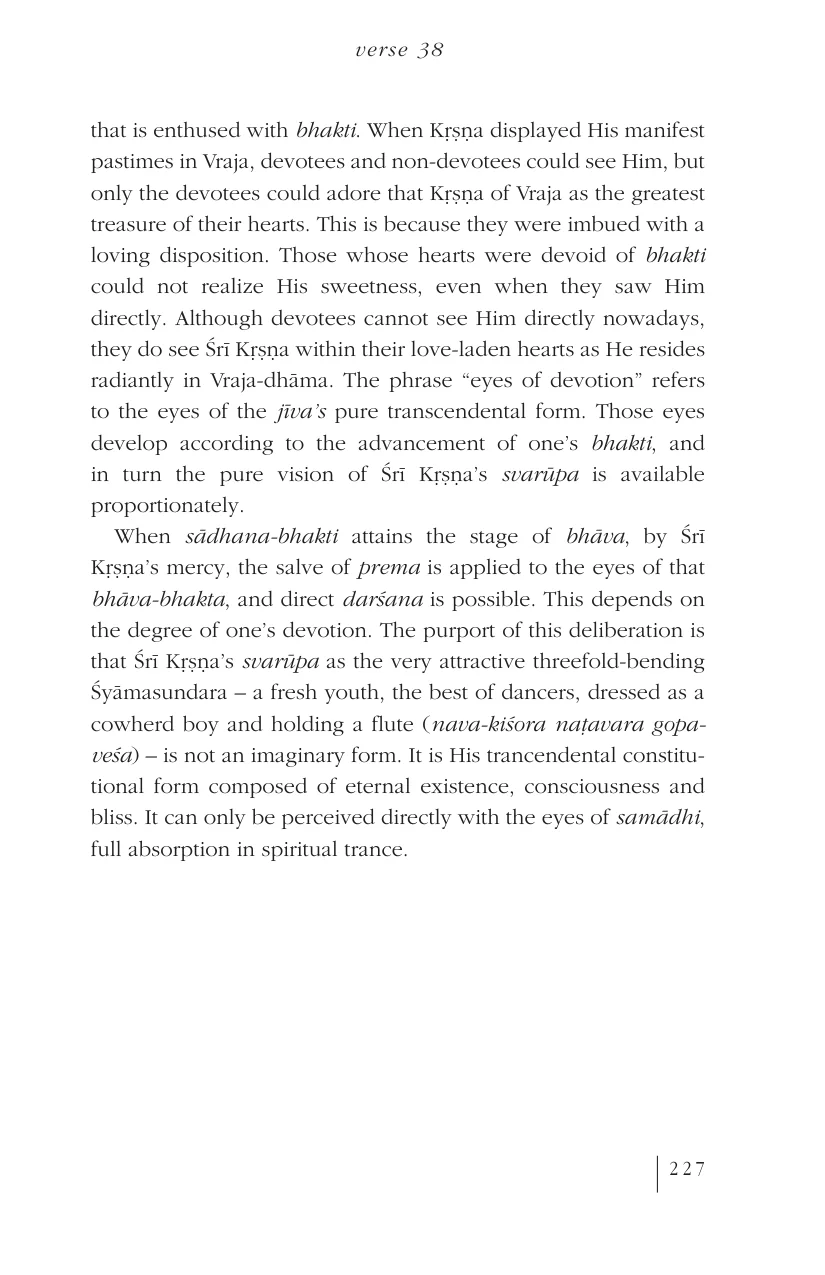 verse 38
that is enthused with bhakti. When Kṛṣṇa displayed His manifest
pastimes in Vraja, devotees and non-devotees could see Him, but
only the devotees could adore that Kṛṣṇa of Vraja as the greatest
treasure of their hearts. This is because they were imbued with a
loving disposition. Those whose hearts were devoid of bhakti
could not realize His sweetness, even when they saw Him
directly. Although devotees cannot see Him directly nowadays,
they do see Śrī Kṛṣṇa within their love-laden hearts as He resides
radiantly in Vraja-dhāma. The phrase “eyes of devotion” refers
to the eyes of the jīva’s pure transcendental form. Those eyes
develop according to the advancement of one’s bhakti, and
in turn the pure vision of Śrī Kṛṣṇa’s svarūpa is available
proportionately.
When sādhana-bhakti attains the stage of bhāva, by Śrī
Kṛṣṇa’s mercy, the salve of prema is applied to the eyes of that
bhāva-bhakta, and direct darśana is possible. This depends on
the degree of one’s devotion. The purport of this deliberation is
that Śrī Kṛṣṇa’s svarūpa as the very attractive threefold-bending
Śyāmasundara – a fresh youth, the best of dancers, dressed as a
cowherd boy and holding a flute (nava-kiśora naṭavara gopa-
veśa) – is not an imaginary form. It is His trancendental constitu-
tional form composed of eternal existence, consciousness and
bliss. It can only be perceived directly with the eyes of samādhi,
full absorption in spiritual trance.
227